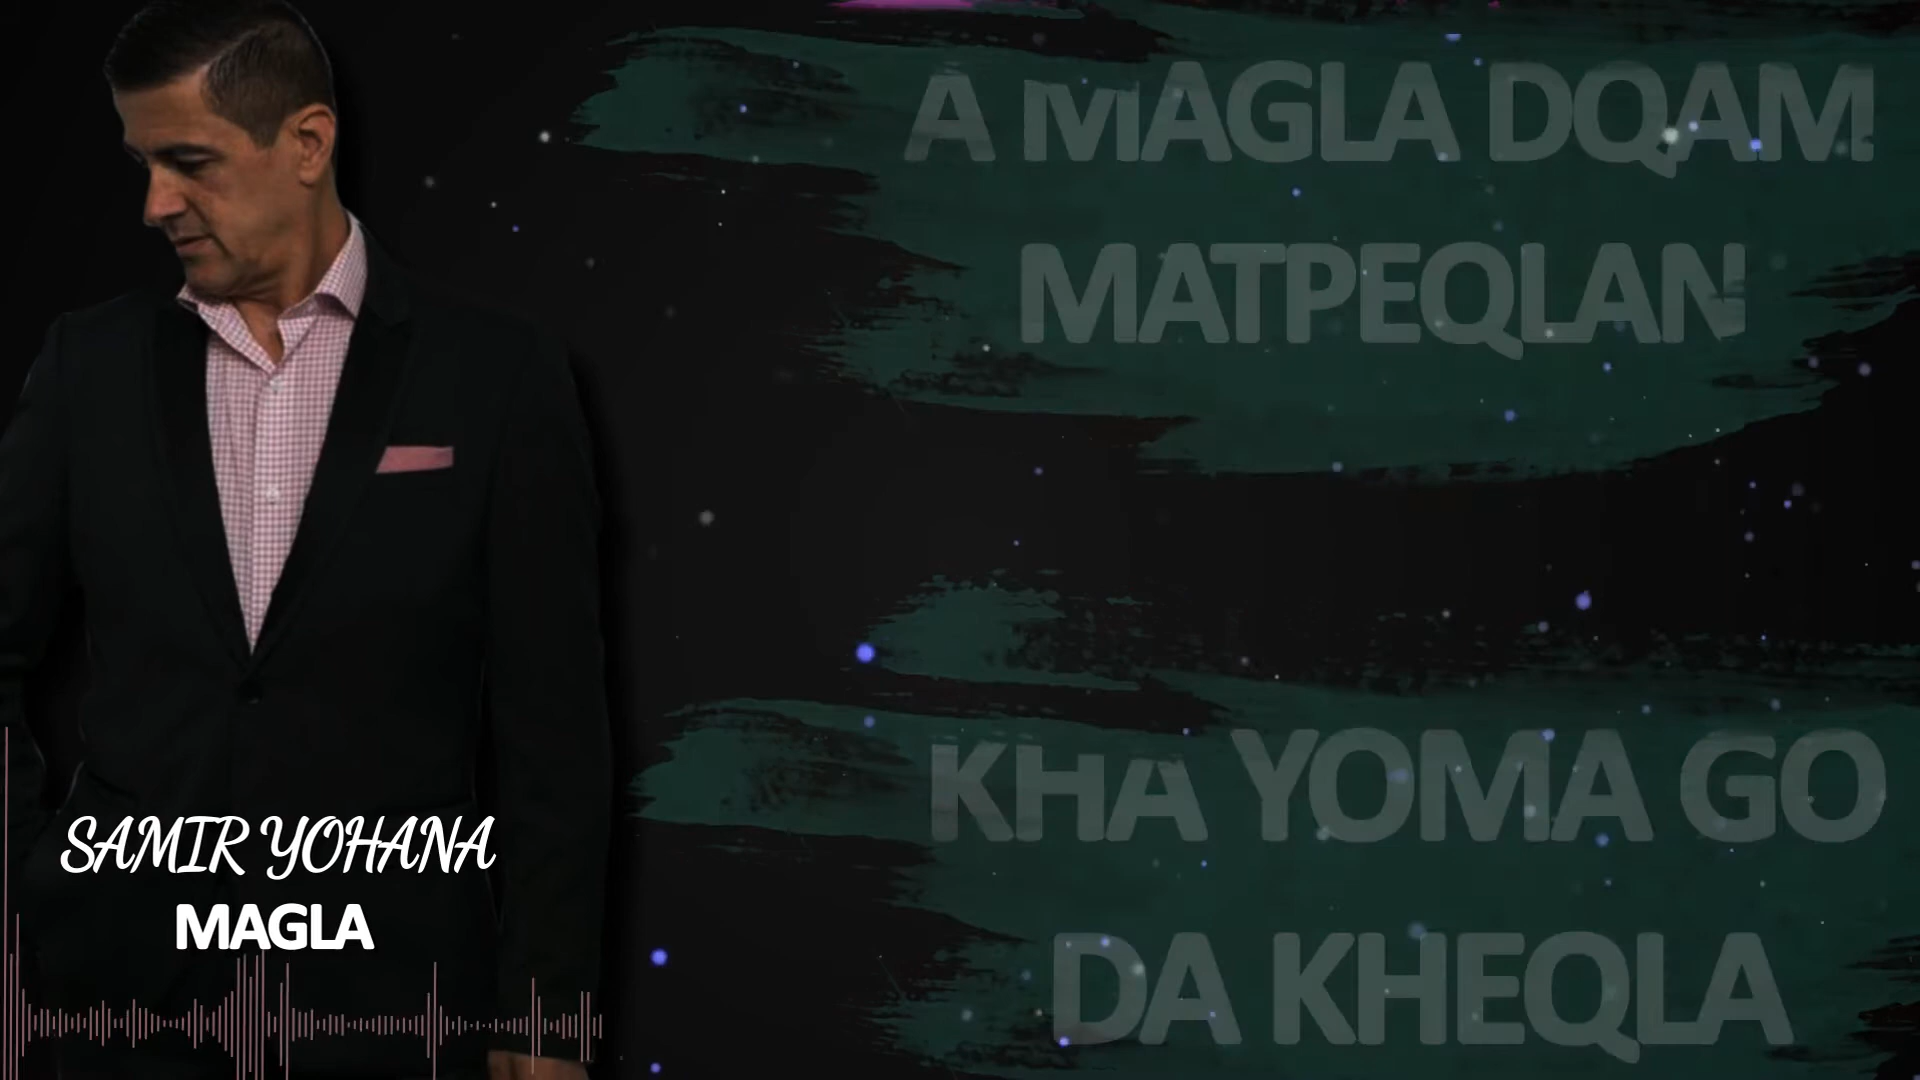 A MAGLA DQAM
MATPEQLAN
KHA YOMA GO
DA KHEQLA
SAMIR YOHANA
MAGLA